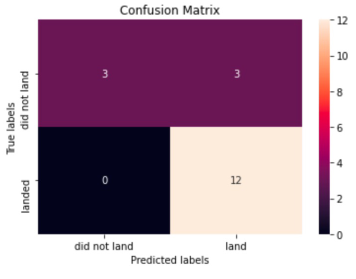 Confusion Matrix
True labels
did not land
landed
3 3
0 12
did not land land
Predicted labels
12
10
8
6
4
2
0